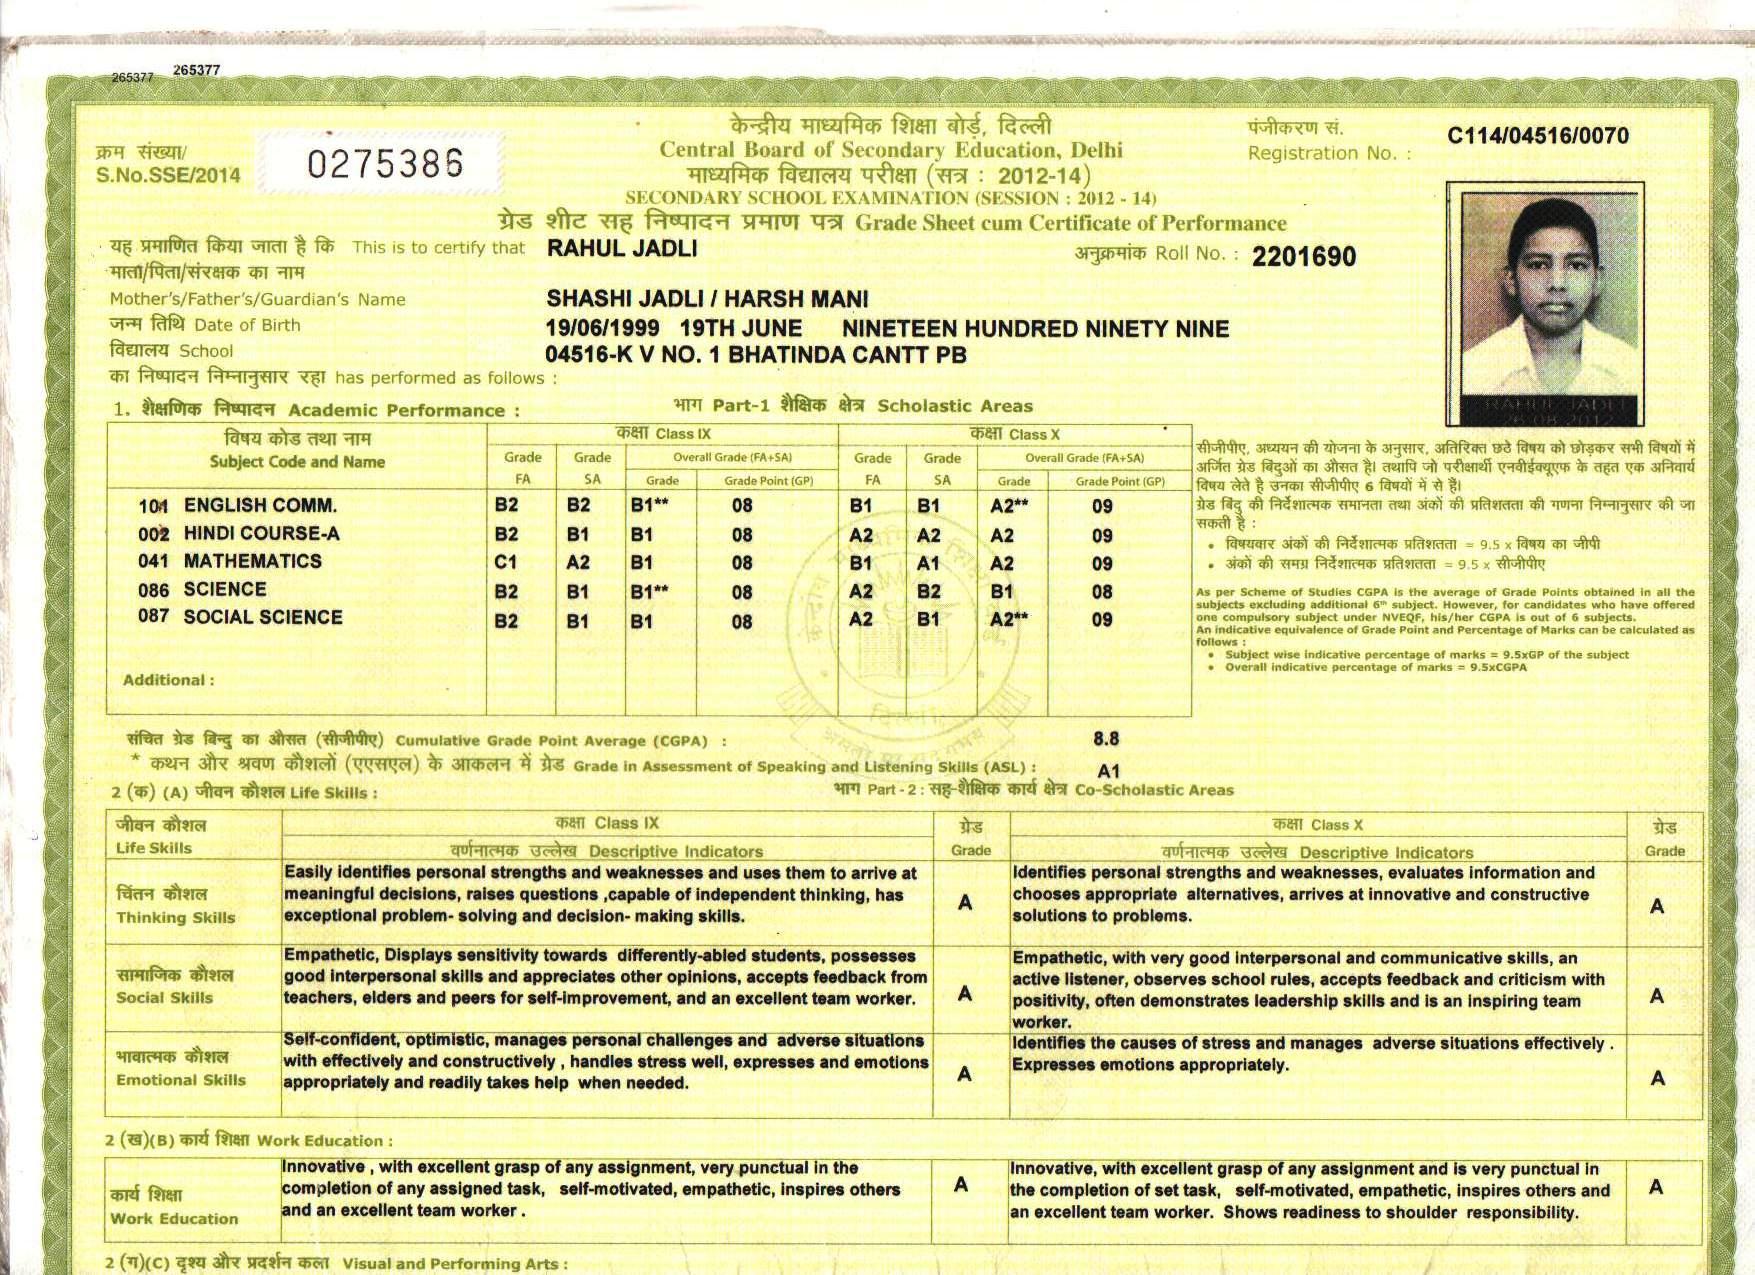 265377 265377
केन्द्रीय माध्यमिक शिक्षा बोर्ड, दिल्ली
Central Board of Secondary Education, Delhi
माध्यमिक विद्यालय परीक्षा (सत्र : 2012-14)
SECONDARY SCHOOL EXAMINATION (SESSION : 2012 - 14)
ग्रेड शीट सह निष्पादन प्रमाण पत्र Grade Sheet cum Certificate of Performance
क्रम संख्या/
S.No.SSE/2014 0275386
पंजीकरण सं.
Registration No. : C114/04516/0070
यह प्रमाणित किया जाता है कि This is to certify that RAHUL JADLI
अनुक्रमांक Roll No. : 2201690
माता/पिता/संरक्षक का नाम
Mother's/Father's/Guardian's Name SHASHI JADLI / HARSH MANI
जन्म तिथि Date of Birth 19/06/1999 19TH JUNE NINETEEN HUNDRED NINETY NINE
विद्यालय School 04516-K V NO. 1 BHATINDA CANTT PB
का निष्पादन निम्नानुसार रहा has performed as follows :
RAHUL JADLI
26 08 2012
1. शैक्षणिक निष्पादन Academic Performance : भाग Part-1 शैक्षिक क्षेत्र Scholastic Areas
विषय कोड तथा नाम
Subject Code and Name
कक्षा Class IX कक्षा Class X
Grade FA Grade SA Overall Grade (FA+SA) Grade FA Grade SA Overall Grade (FA+SA)
Grade Grade Point (GP) Grade Grade Point (GP)
101 ENGLISH COMM. B2 B2 B1** 08 B1 B1 A2** 09
002 HINDI COURSE-A B2 B1 B1 08 A2 A2 A2 09
041 MATHEMATICS C1 A2 B1 08 B1 A1 A2 09
086 SCIENCE B2 B1 B1** 08 A2 B2 B1 08
087 SOCIAL SCIENCE B2 B1 B1 08 A2 B1 A2** 09
Additional :
सीजीपीए, अध्ययन की योजना के अनुसार, अतिरिक्त छठे विषय को छोड़कर सभी विषयों में
अर्जित ग्रेड बिंदुओं का औसत है। तथापि जो परीक्षार्थी एनवीईक्यूएफ के तहत एक अनिवार्य
विषय लेते है उनका सीजीपीए 6 विषयों में से हैं।
ग्रेड बिंदु की निर्देशात्मक समानता तथा अंकों की प्रतिशतता की गणना निम्नानुसार की जा
सकती है :
• विषयवार अंकों की निर्देशात्मक प्रतिशतता = 9.5 x विषय का जीपी
• अंकों की समग्र निर्देशात्मक प्रतिशतता = 9.5 x सीजीपीए
As per Scheme of Studies CGPA is the average of Grade Points obtained in all the
subjects excluding additional 6th subject. However, for candidates who have offered
one compulsory subject under NVEQF, his/her CGPA is out of 6 subjects.
An indicative equivalence of Grade Point and Percentage of Marks can be calculated as
follows :
• Subject wise indicative percentage of marks = 9.5xGP of the subject
• Overall indicative percentage of marks = 9.5xCGPA
संचित ग्रेड बिन्दु का औसत (सीजीपीए) Cumulative Grade Point Average (CGPA) : 8.8
* कथन और श्रवण कौशलों (एएसएल) के आकलन में ग्रेड Grade in Assessment of Speaking and Listening Skills (ASL) : A1
2 (क) (A) जीवन कौशल Life Skills : भाग Part - 2 : सह-शैक्षिक कार्य क्षेत्र Co-Scholastic Areas
जीवन कौशल
Life Skills
कक्षा Class IX
वर्णनात्मक उल्लेख Descriptive Indicators
ग्रेड
Grade
कक्षा Class X
वर्णनात्मक उल्लेख Descriptive Indicators
ग्रेड
Grade
चिंतन कौशल
Thinking Skills
Easily identifies personal strengths and weaknesses and uses them to arrive at
meaningful decisions, raises questions ,capable of independent thinking, has
exceptional problem- solving and decision- making skills.
A
Identifies personal strengths and weaknesses, evaluates information and
chooses appropriate alternatives, arrives at innovative and constructive
solutions to problems.
A
सामाजिक कौशल
Social Skills
Empathetic, Displays sensitivity towards differently-abled students, possesses
good interpersonal skills and appreciates other opinions, accepts feedback from
teachers, elders and peers for self-improvement, and an excellent team worker.
A
Empathetic, with very good interpersonal and communicative skills, an
active listener, observes school rules, accepts feedback and criticism with
positivity, often demonstrates leadership skills and is an inspiring team
worker.
A
भावात्मक कौशल
Emotional Skills
Self-confident, optimistic, manages personal challenges and adverse situations
with effectively and constructively , handles stress well, expresses and emotions
appropriately and readily takes help when needed.
A
Identifies the causes of stress and manages adverse situations effectively .
Expresses emotions appropriately.
A
2 (ख)(B) कार्य शिक्षा Work Education :
कार्य शिक्षा
Work Education
Innovative , with excellent grasp of any assignment, very punctual in the
completion of any assigned task, self-motivated, empathetic, inspires others
and an excellent team worker .
A
Innovative, with excellent grasp of any assignment and is very punctual in
the completion of set task, self-motivated, empathetic, inspires others and
an excellent team worker. Shows readiness to shoulder responsibility.
A
2 (ग)(C) दृश्य और प्रदर्शन कला Visual and Performing Arts :